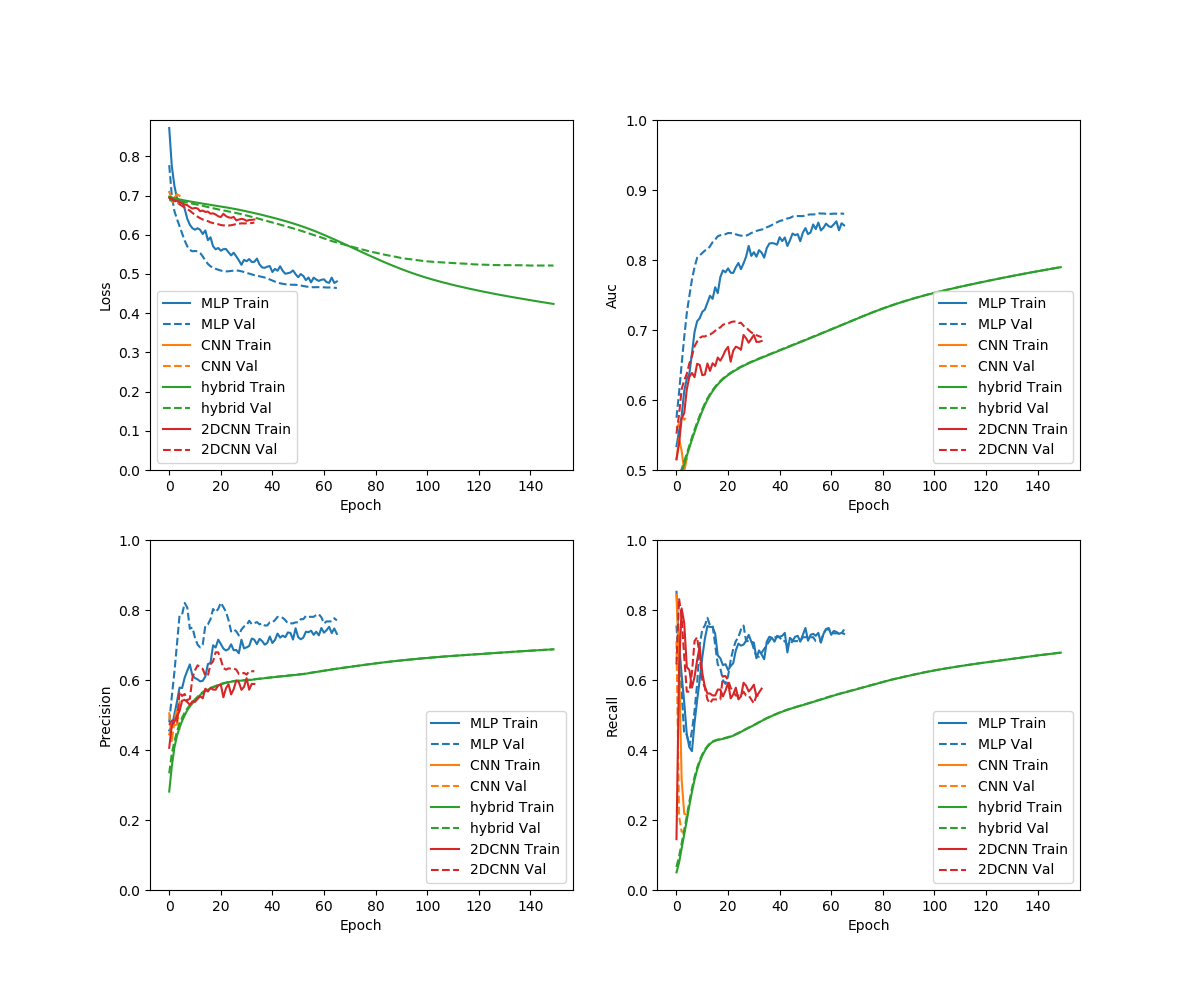 0.8
0.7
0.6
0.5
0.4
0.3
0.2
0.1
0.0
Loss
MLP Train
MLP Val
CNN Train
CNN Val
hybrid Train
hybrid Val
2DCNN Train
2DCNN Val
0 20 40 60 80 100 120 140
Epoch
1.0
0.9
0.8
0.7
0.6
0.5
Auc
MLP Train
MLP Val
CNN Train
CNN Val
hybrid Train
hybrid Val
2DCNN Train
2DCNN Val
0 20 40 60 80 100 120 140
Epoch
1.0
0.8
0.6
0.4
0.2
0.0
Precision
MLP Train
MLP Val
CNN Train
CNN Val
hybrid Train
hybrid Val
2DCNN Train
2DCNN Val
0 20 40 60 80 100 120 140
Epoch
1.0
0.8
0.6
0.4
0.2
0.0
Recall
MLP Train
MLP Val
CNN Train
CNN Val
hybrid Train
hybrid Val
2DCNN Train
2DCNN Val
0 20 40 60 80 100 120 140
Epoch